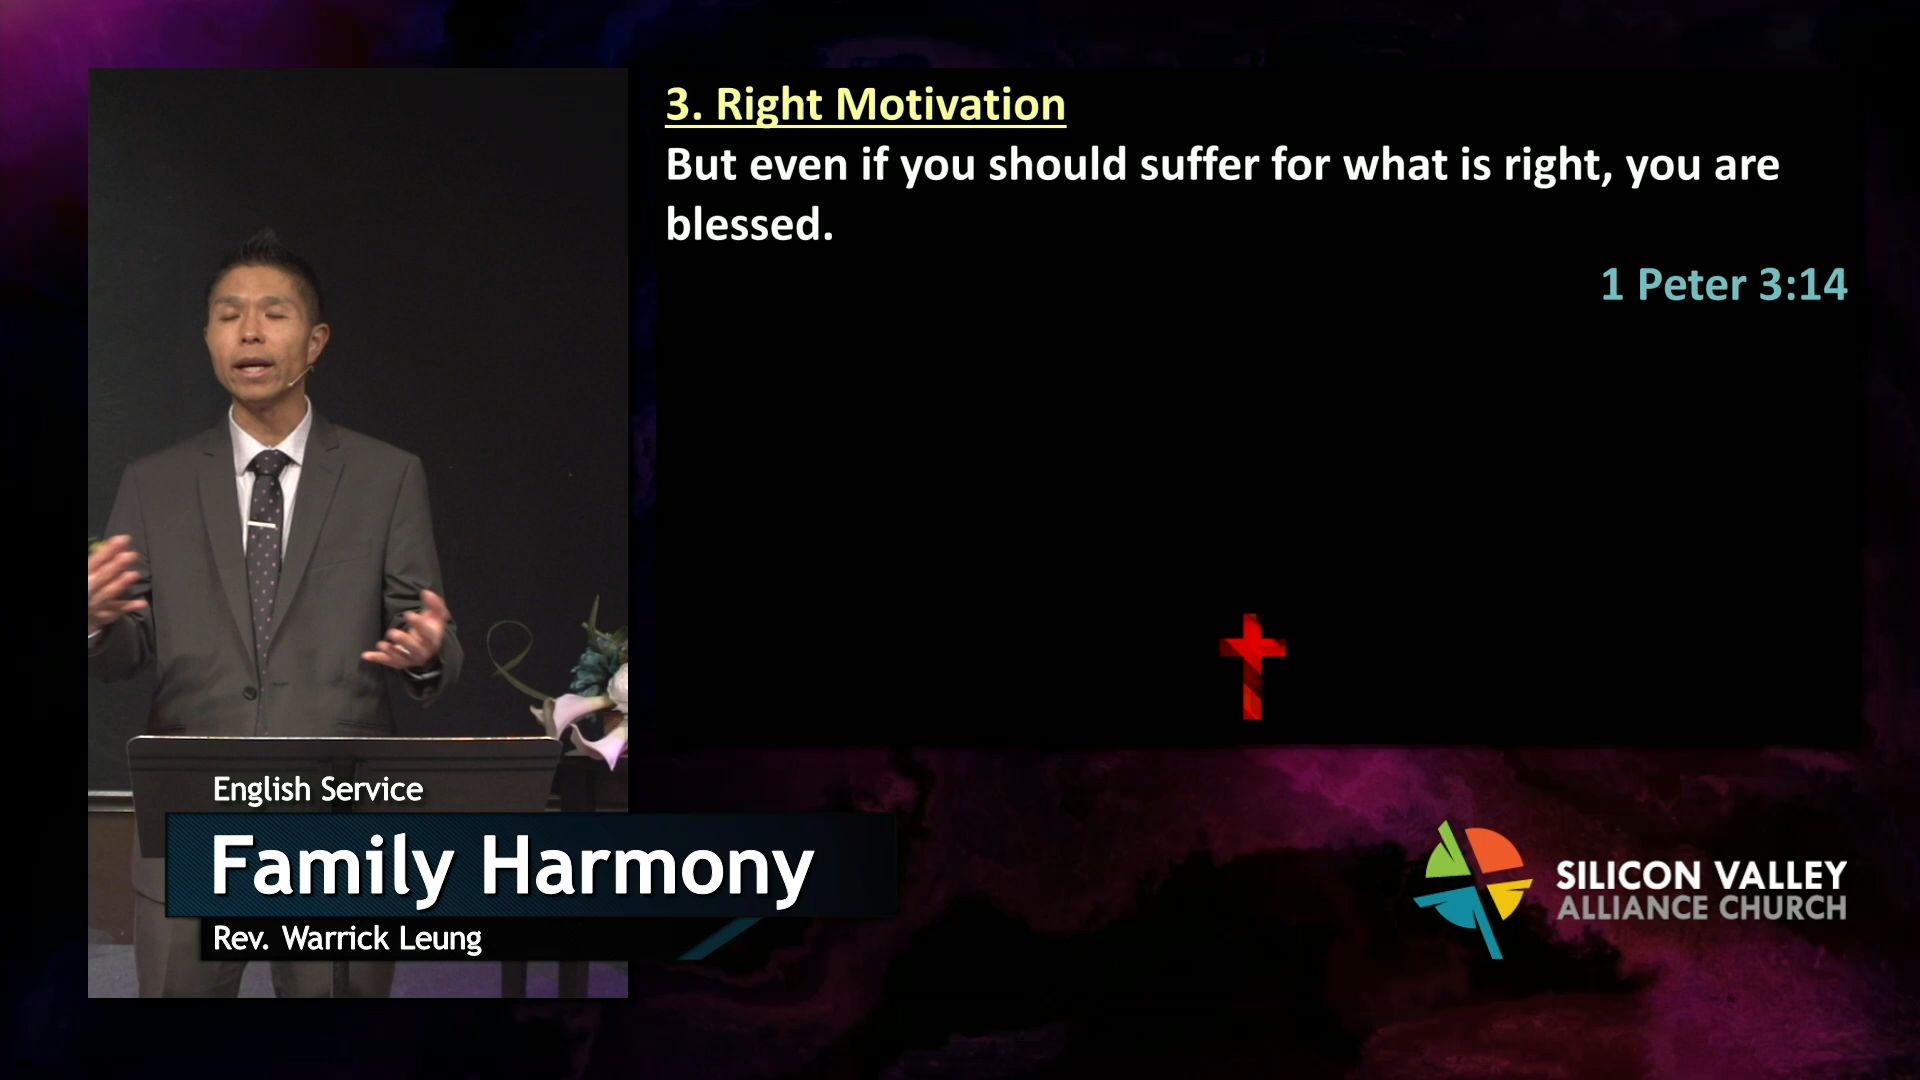 3. Right Motivation
But even if you should suffer for what is right, you are
blessed.
1 Peter 3:14
English Service
Family Harmony
Rev. Warrick Leung
SILICON VALLEY
ALLIANCE CHURCH